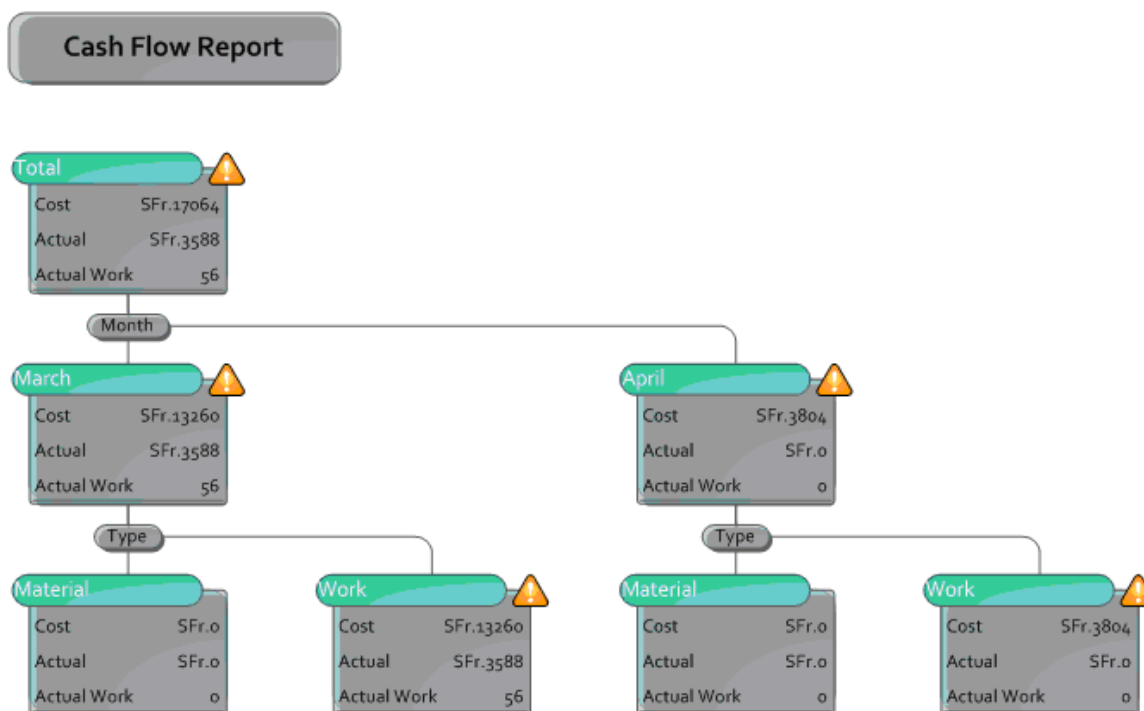 Cash Flow Report
Total
Cost SFr.17064
Actual SFr.3588
Actual Work 56
Month
March
Cost SFr.13260
Actual SFr.3588
Actual Work 56
April
Cost SFr.3804
Actual SFr.0
Actual Work 0
Type
Type
Material
Cost SFr.0
Actual SFr.0
Actual Work 0
Work
Cost SFr.13260
Actual SFr.3588
Actual Work 56
Material
Cost SFr.0
Actual SFr.0
Actual Work 0
Work
Cost SFr.3804
Actual SFr.0
Actual Work 0